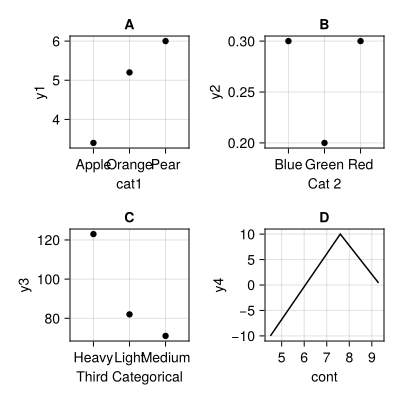 A
y1
6
5
4
Apple Orange Pear
cat1
B
y2
0.30
0.25
0.20
Blue Green Red
Cat 2
C
y3
120
100
80
Heavy Light Medium
Third Categorical
D
y4
10
5
0
−5
−10
5 6 7 8 9
cont